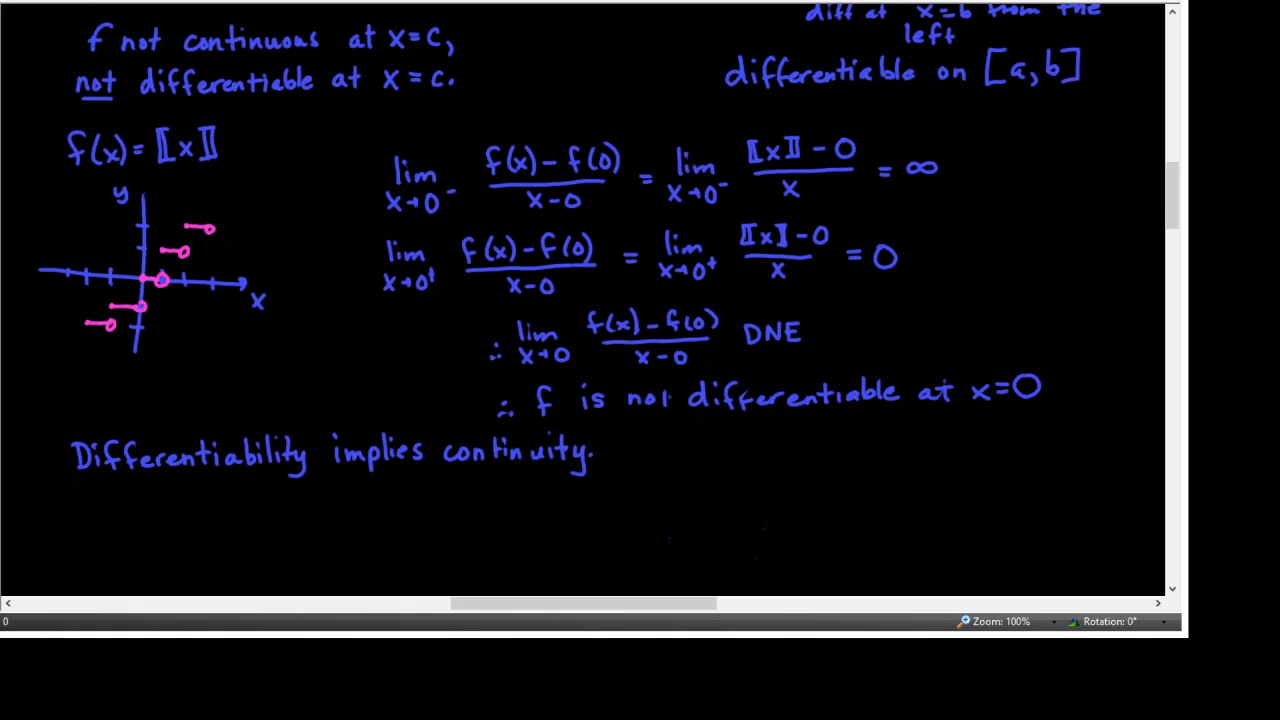 diff at x=b from the
left
differentiable on [a, b]
f not continuous at x=c,
not differentiable at x=c.
f(x)=⟦x⟧
y
x
lim x→0⁻ (f(x)-f(0))/(x-0) = lim x→0⁻ (⟦x⟧-0)/x = ∞
lim x→0⁺ (f(x)-f(0))/(x-0) = lim x→0⁺ (⟦x⟧-0)/x = 0
∴ lim x→0 (f(x)-f(0))/(x-0) DNE
∴ f is not differentiable at x=0
Differentiability implies continuity.
0
Zoom: 100%
Rotation: 0°